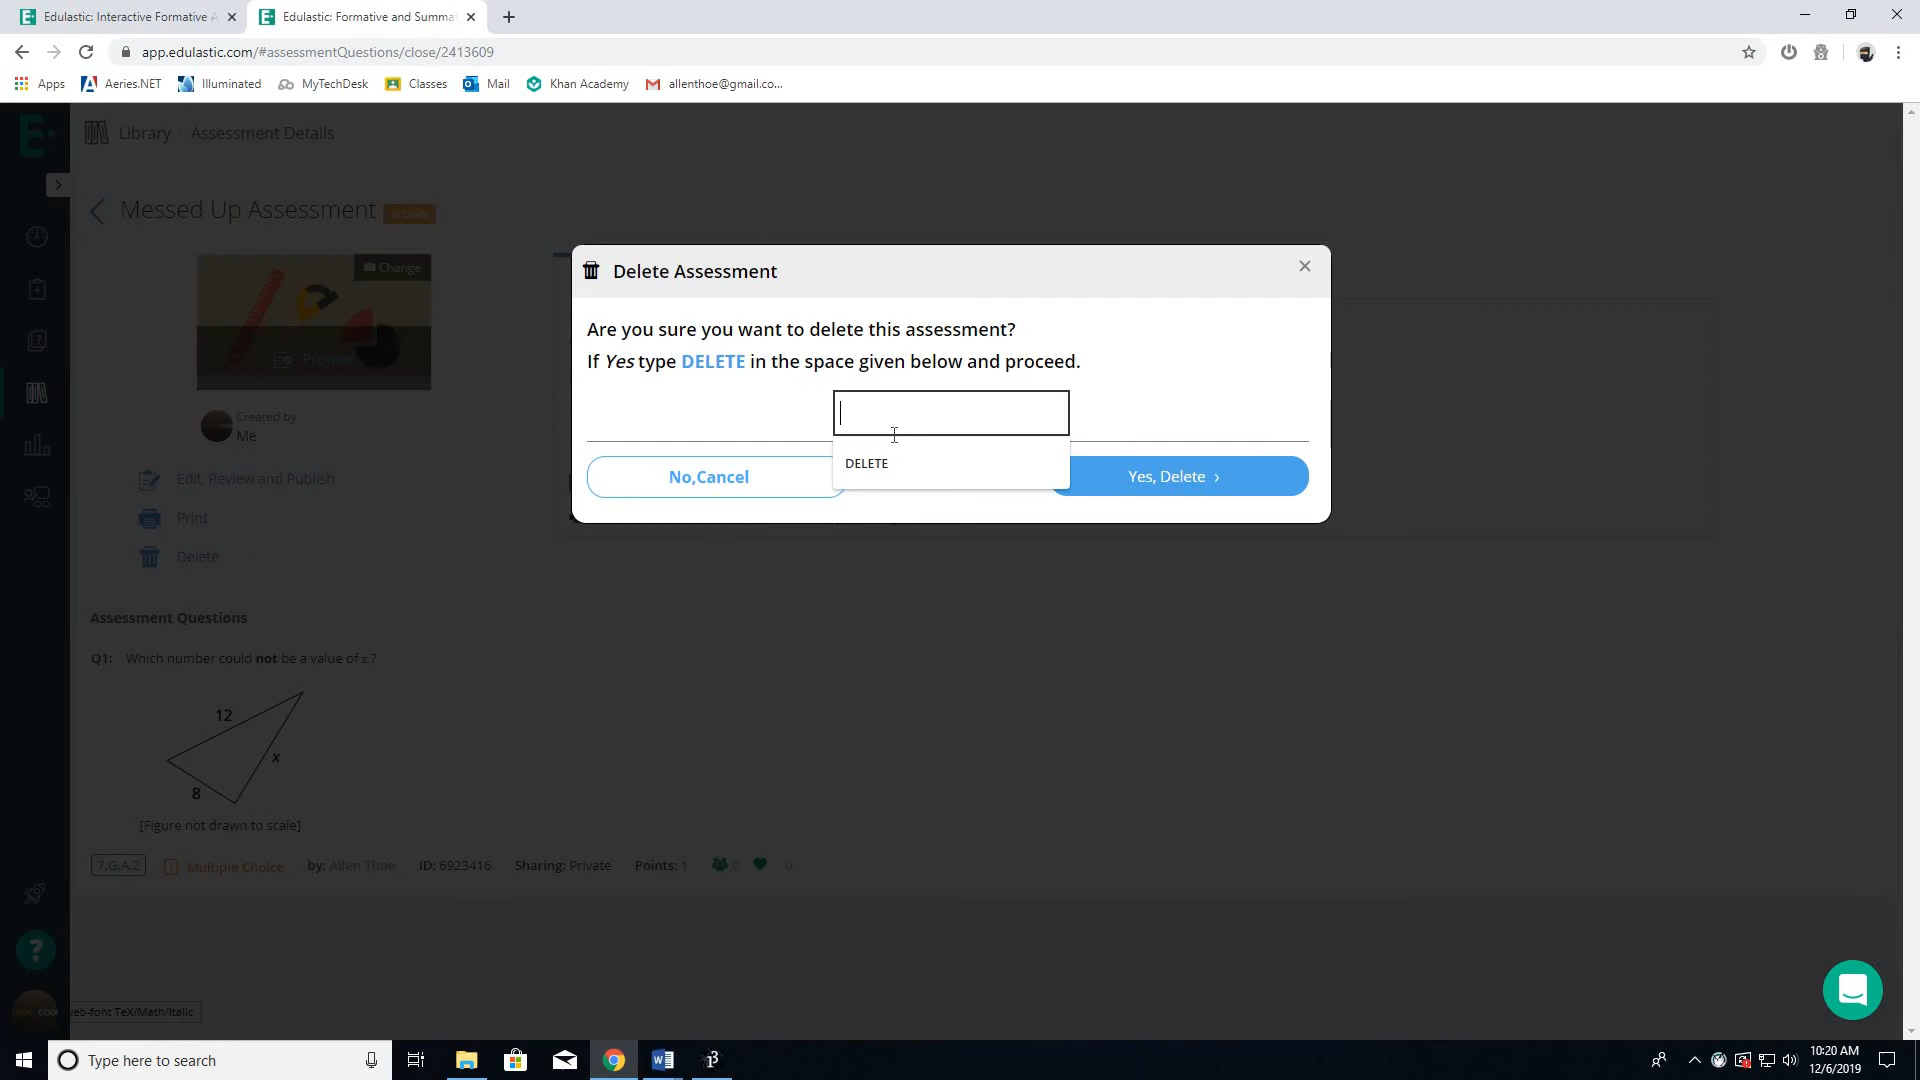 Edulastic: Interactive Formative A
Edulastic: Formative and Summat
app.edulastic.com/#assessmentQuestions/close/2413609
Apps
Aeries.NET
Illuminated
MyTechDesk
Classes
Mail
Khan Academy
allenthoe@gmail.co...
Library
Assessment Details
Messed Up Assessment
Change
Preview
Created by
Me
Edit, Review and Publish
Print
Delete
Delete Assessment
Are you sure you want to delete this assessment?
If Yes type DELETE in the space given below and proceed.
DELETE
No,Cancel
Yes, Delete ›
Assessment Questions
Q1: Which number could not be a value of x ?
12
x
8
[Figure not drawn to scale]
7.G.A.2
Multiple Choice
by: Allen Thoe
ID: 6923416
Sharing: Private
Points: 1
0
0
eb-font TeX/Math/Italic
Type here to search
10:20 AM
12/6/2019